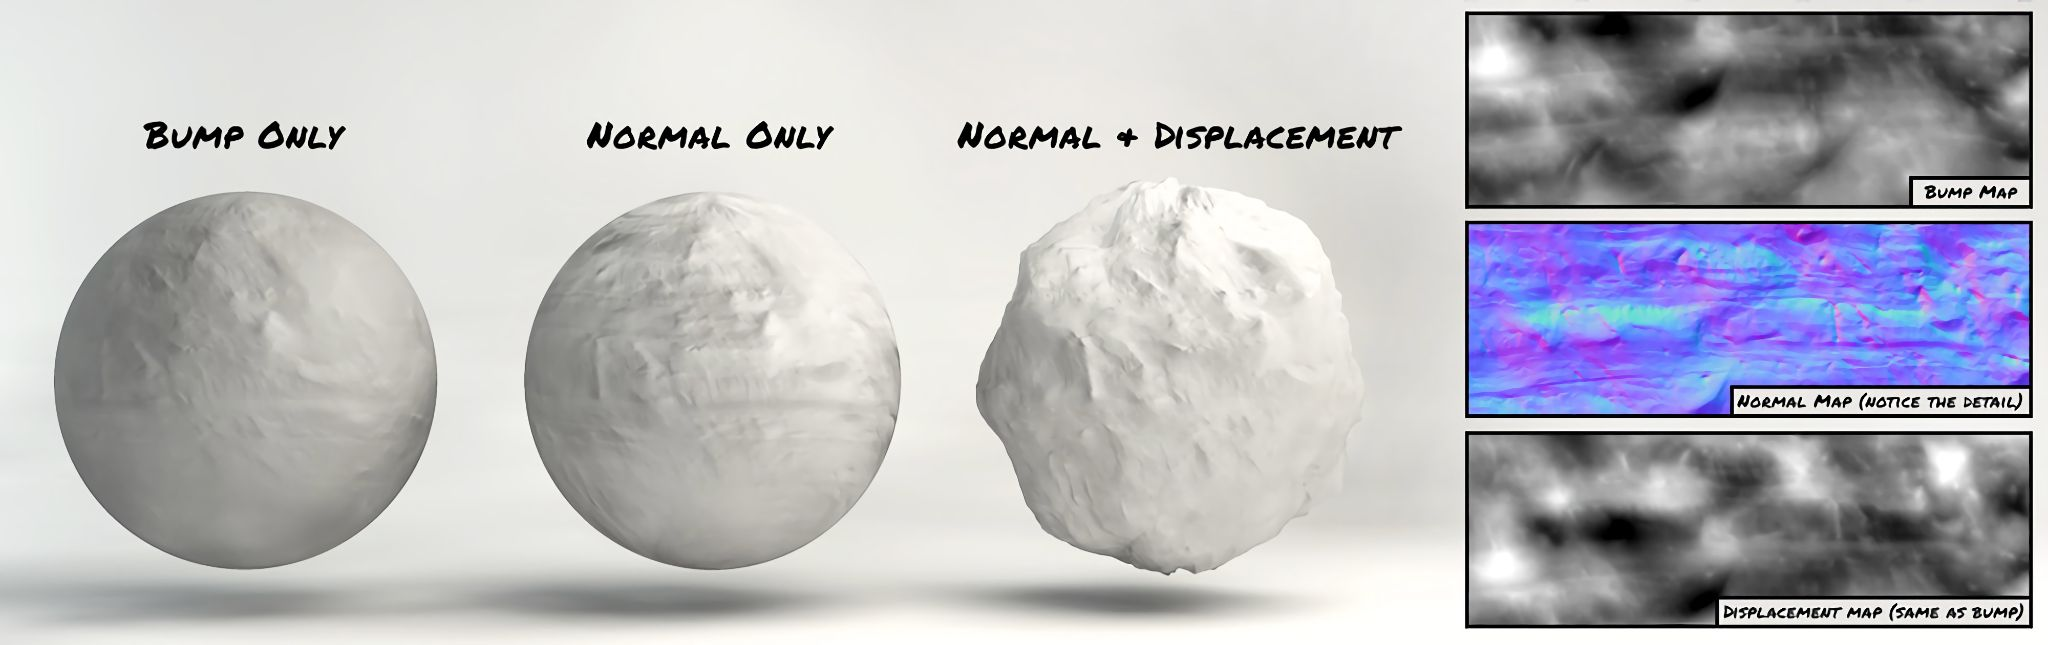 Bump Only
Normal Only
Normal & Displacement
Bump Map
Normal Map (notice the detail)
Displacement map (same as bump)